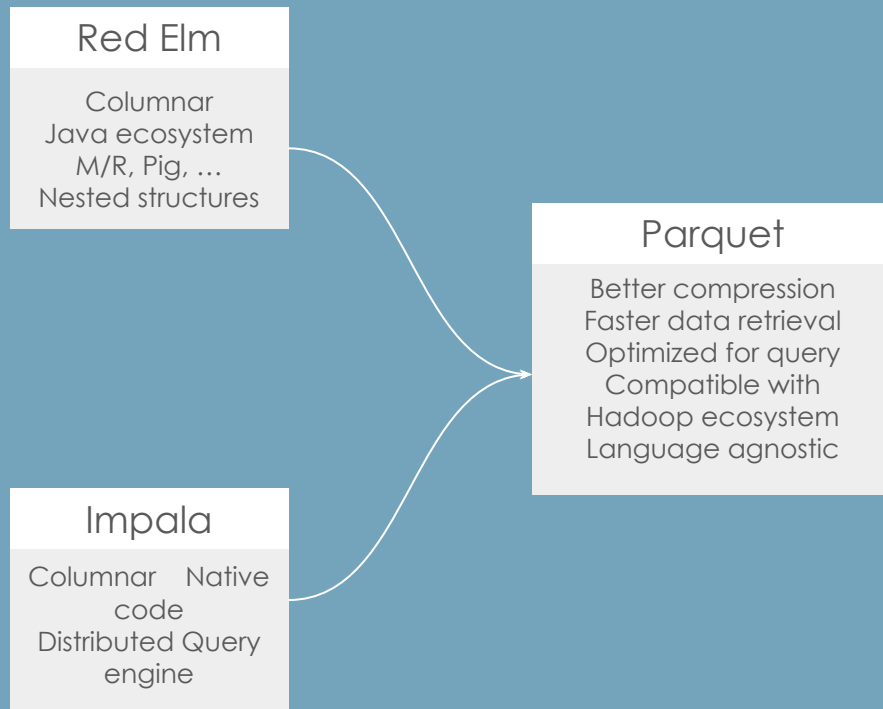 Red Elm
Columnar
Java ecosystem
M/R, Pig, …
Nested structures
Parquet
Better compression
Faster data retrieval
Optimized for query
Compatible with
Hadoop ecosystem
Language agnostic
Impala
Columnar Native
code
Distributed Query
engine